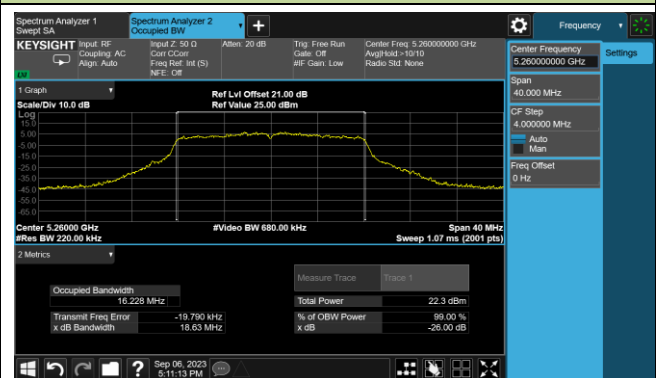 Spectrum Analyzer 1
Swept SA
Spectrum Analyzer 2
Occupied BW
+
Frequency
KEYSIGHT
Input: RF
Coupling: AC
Align: Auto
Input Z: 50 Ω
Corr CCorr
Freq Ref: Int (S)
NFE: Off
Atten: 20 dB
Trig: Free Run
Gate: Off
#IF Gain: Low
Center Freq: 5.260000000 GHz
Avg|Hold:>10/10
Radio Std: None
Center Frequency
5.260000000 GHz
Settings
Span
40.000 MHz
CF Step
4.000000 MHz
Auto
Man
Freq Offset
0 Hz
1 Graph
Scale/Div 10.0 dB
Ref Lvl Offset 21.00 dB
Ref Value 25.00 dBm
Log
15.0
5.00
-5.00
-15.0
-25.0
-35.0
-45.0
-55.0
-65.0
Center 5.26000 GHz
#Res BW 220.00 kHz
#Video BW 680.00 kHz
Span 40 MHz
Sweep 1.07 ms (2001 pts)
2 Metrics
Measure Trace
Trace 1
Occupied Bandwidth
16.228 MHz
Total Power
22.3 dBm
Transmit Freq Error
-19.790 kHz
% of OBW Power
99.00 %
x dB Bandwidth
18.63 MHz
x dB
-26.00 dB
?
Sep 06, 2023
5:11:13 PM